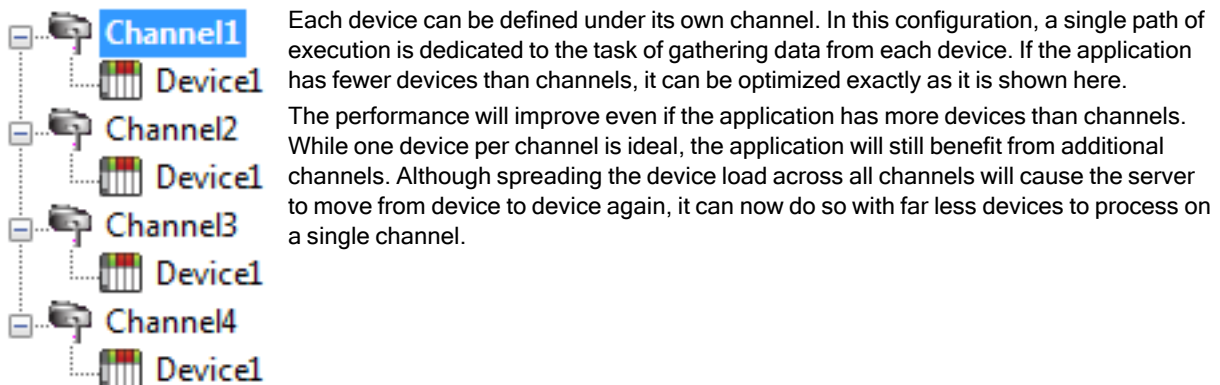 Channel1
Device1
Channel2
Device1
Channel3
Device1
Channel4
Device1
Each device can be defined under its own channel. In this configuration, a single path of
execution is dedicated to the task of gathering data from each device. If the application
has fewer devices than channels, it can be optimized exactly as it is shown here.
The performance will improve even if the application has more devices than channels.
While one device per channel is ideal, the application will still benefit from additional
channels. Although spreading the device load across all channels will cause the server
to move from device to device again, it can now do so with far less devices to process on
a single channel.